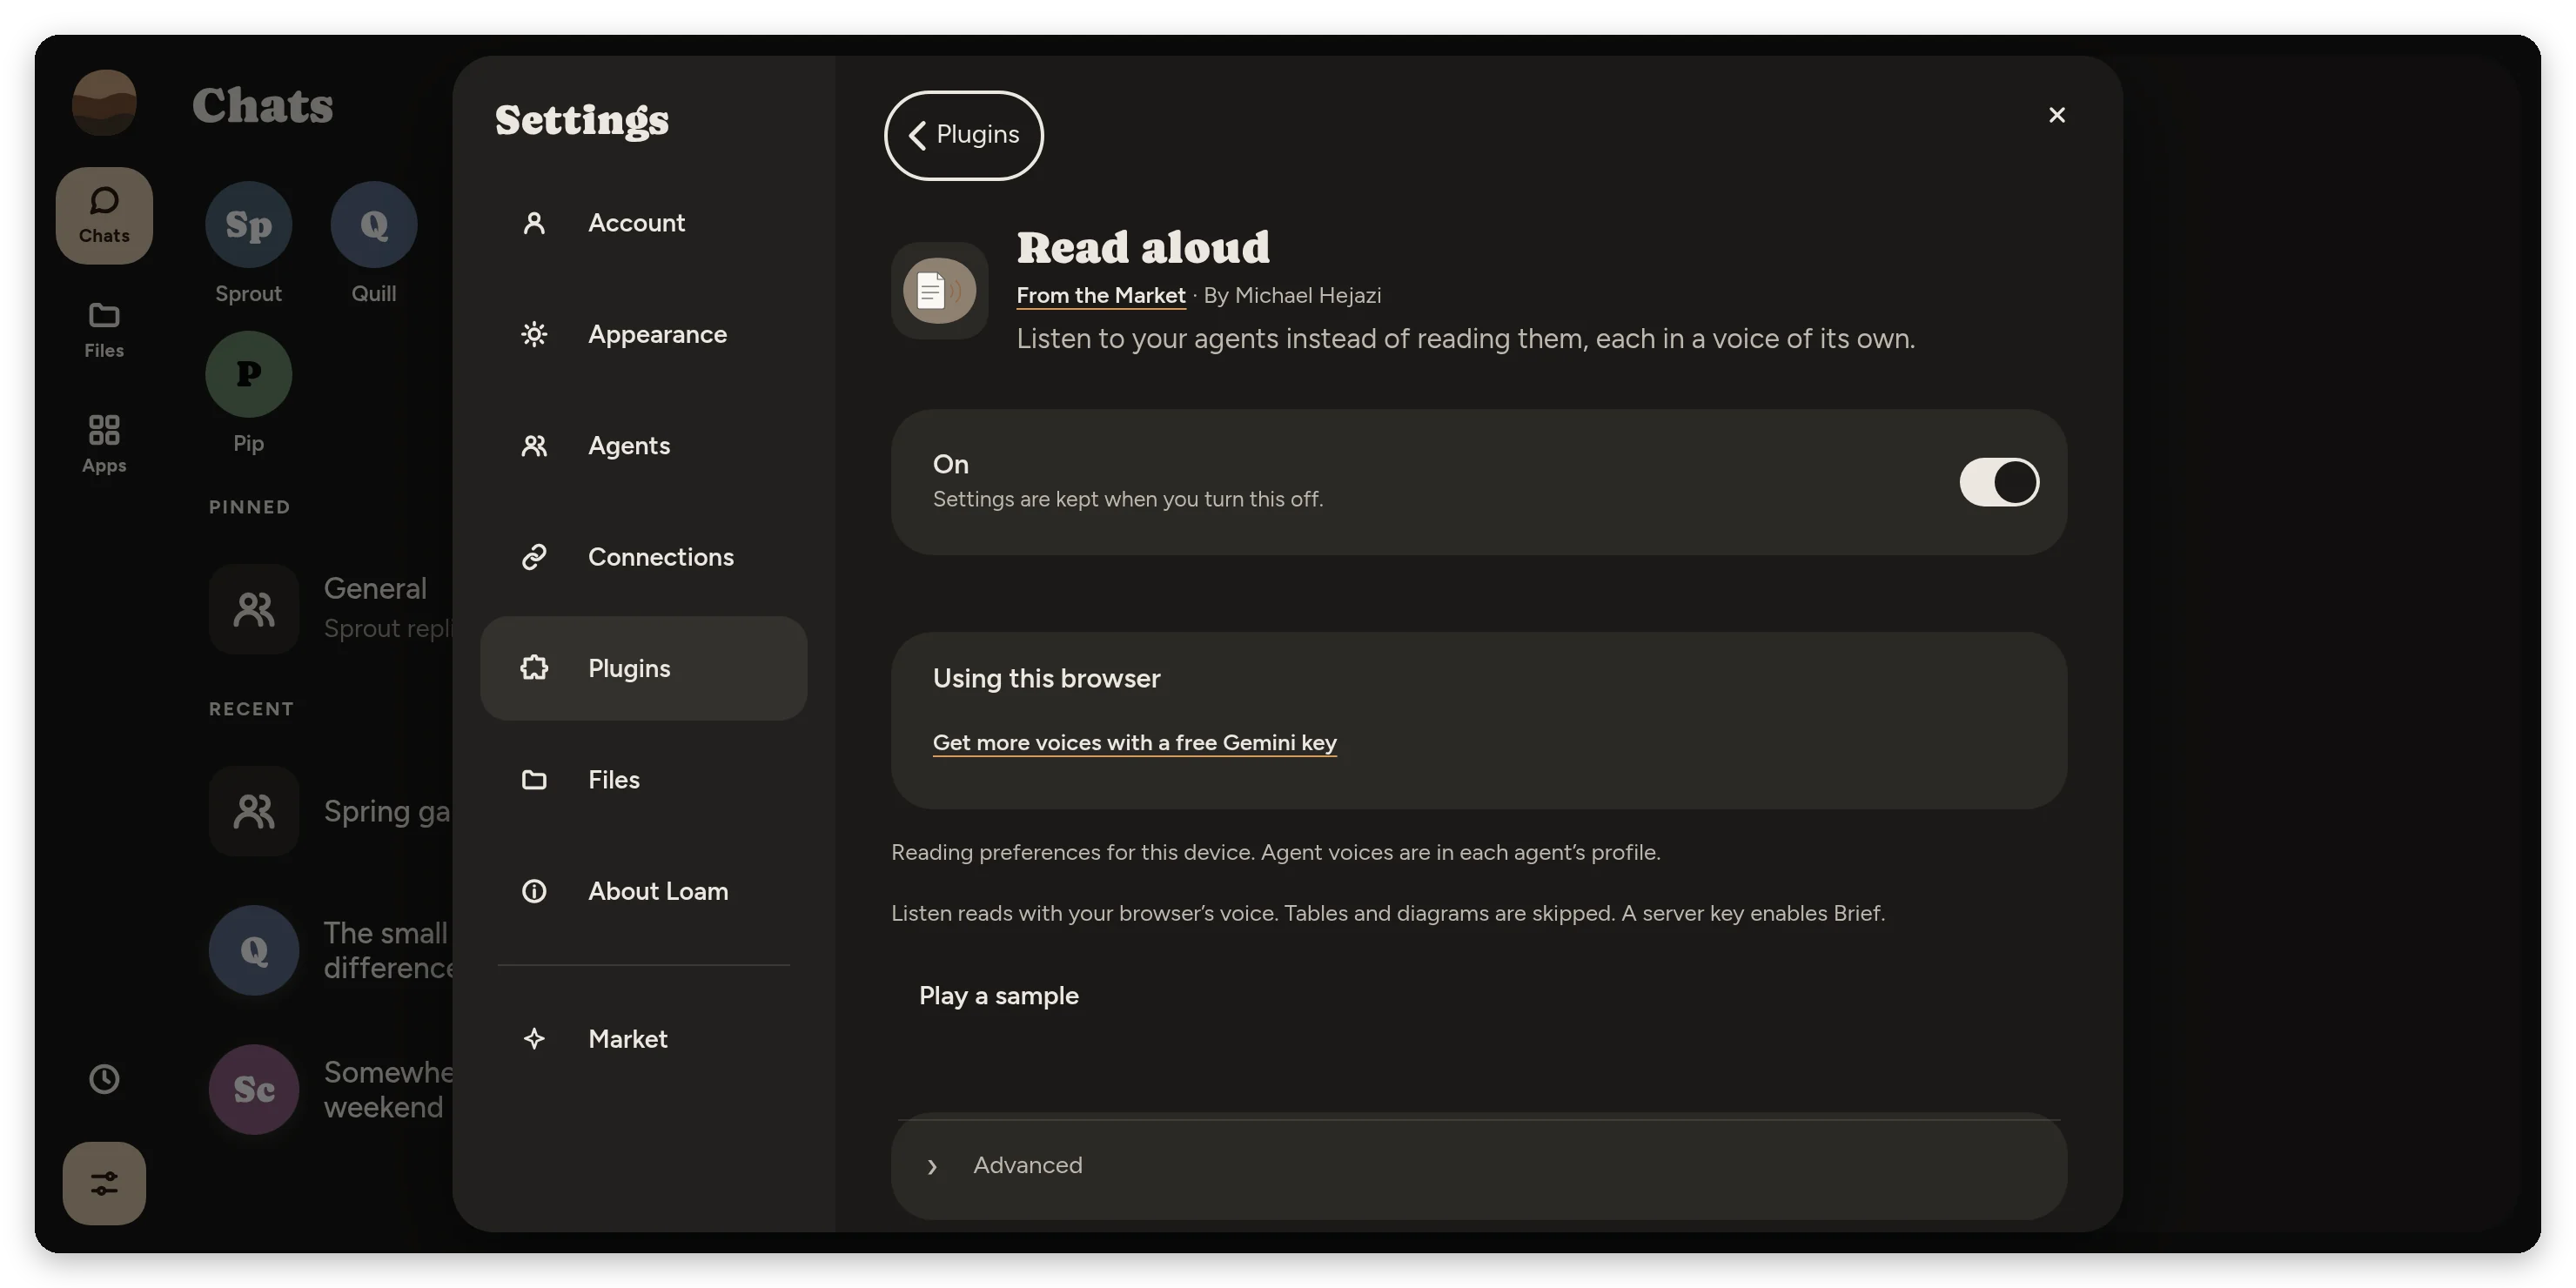 Chats
Chats
Files
Apps
Sp
Q
Sprout
Quill
P
Pip
PINNED
General
Sprout repli
RECENT
Spring ga
Q
The small
difference
Sc
Somewhe
weekend
Settings
Account
Appearance
Agents
Connections
Plugins
Files
About Loam
Market
Plugins
Read aloud
From the Market · By Michael Hejazi
Listen to your agents instead of reading them, each in a voice of its own.
On
Settings are kept when you turn this off.
Using this browser
Get more voices with a free Gemini key
Reading preferences for this device. Agent voices are in each agent’s profile.
Listen reads with your browser’s voice. Tables and diagrams are skipped. A server key enables Brief.
Play a sample
Advanced